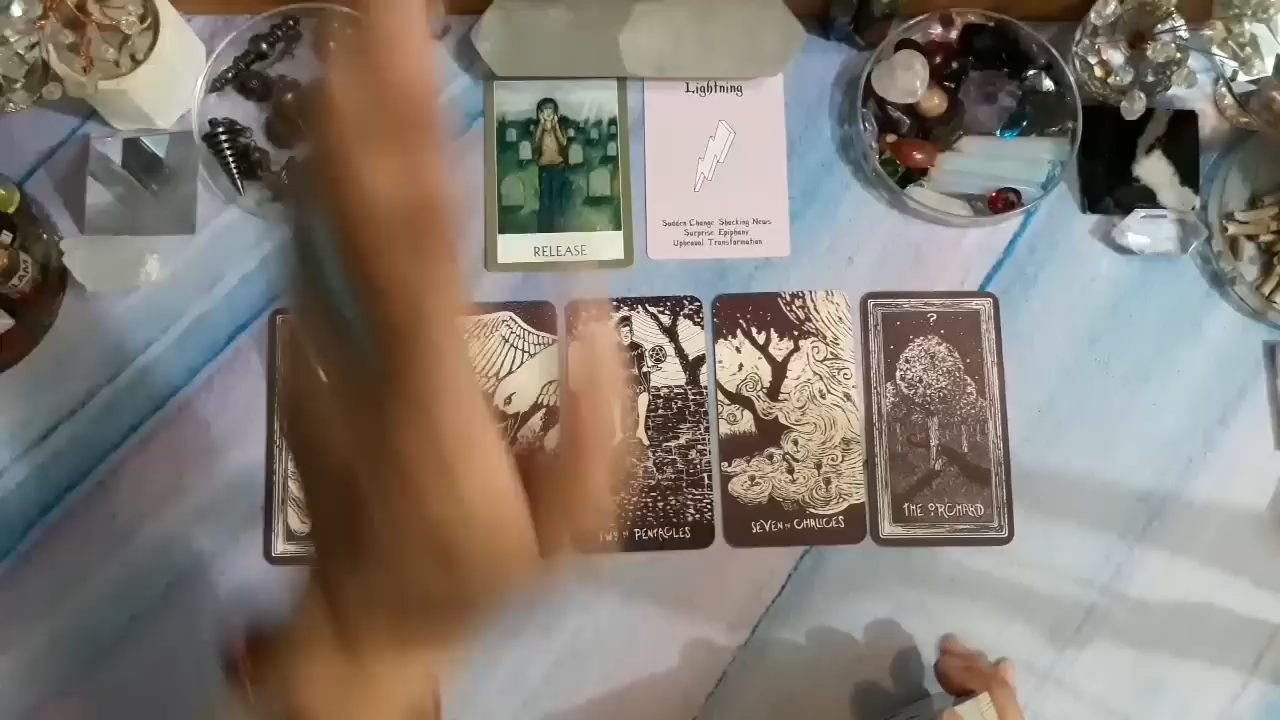 Lightning
Sudden Change Shocking News
Surprise Epiphany
Upheaval Transformation
RELEASE
?
TWO OF PENTACLES
SEVEN OF CHALICES
THE ORCHARD